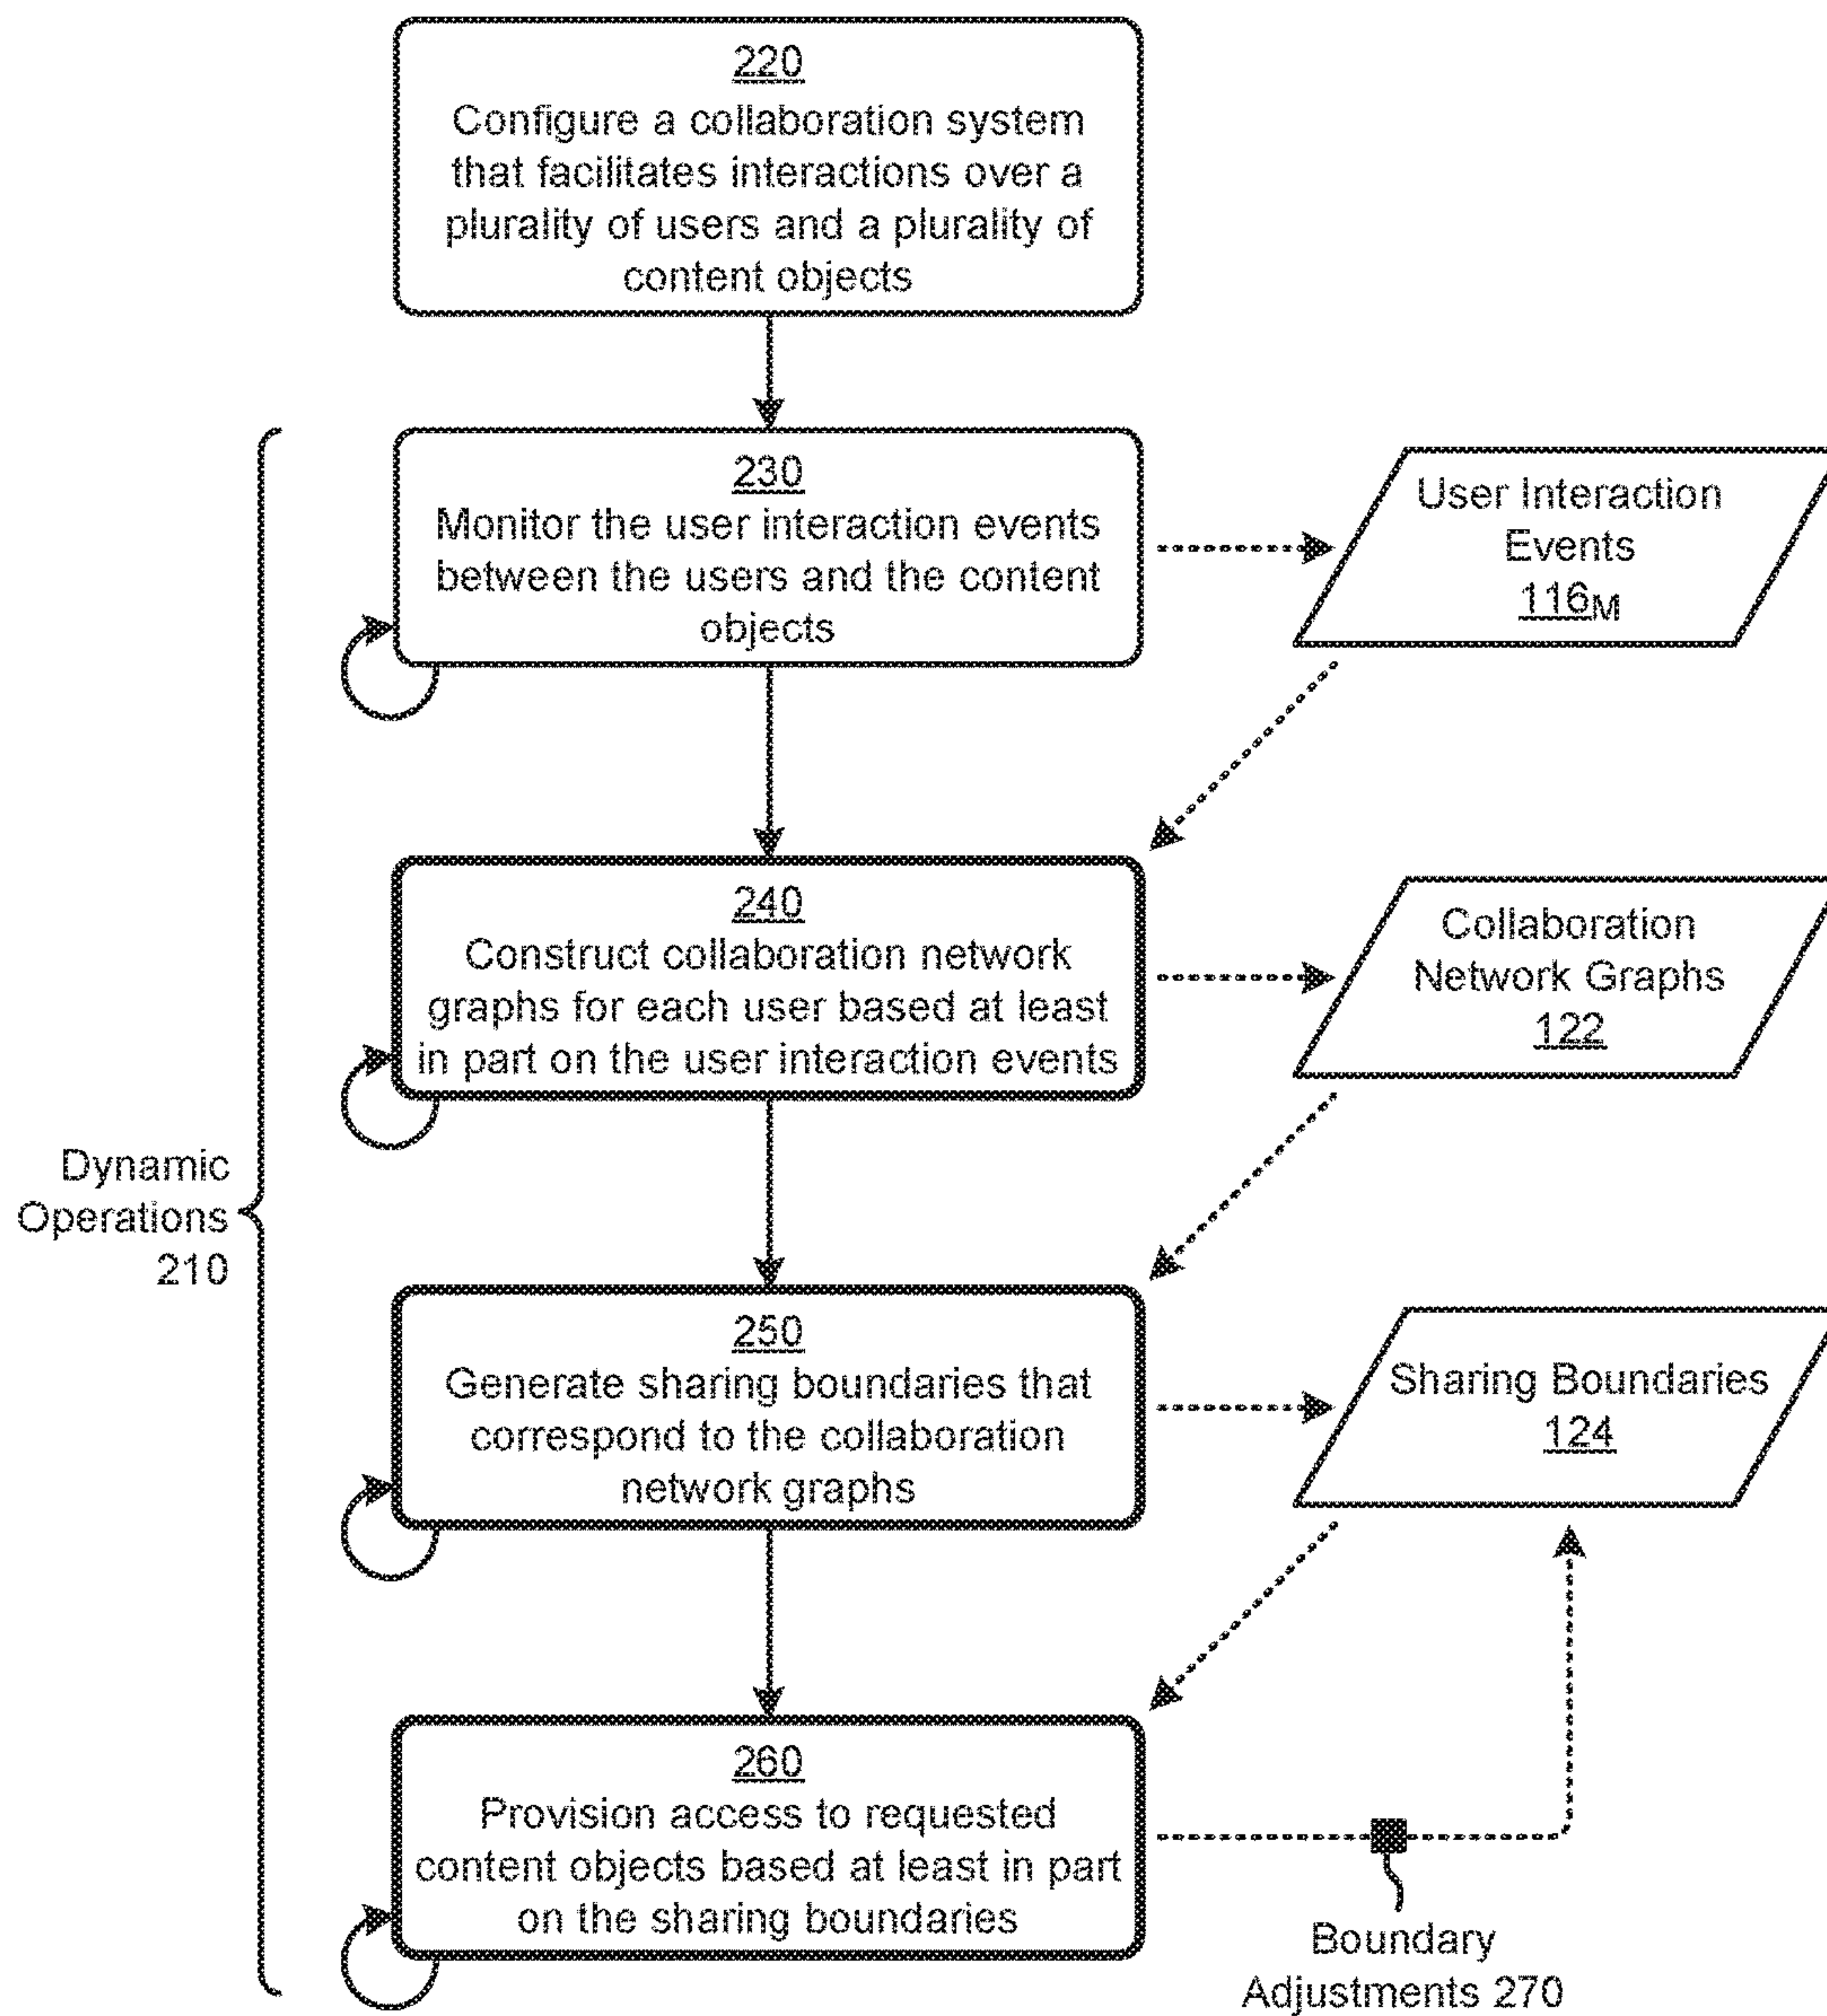 220
Configure a collaboration system
that facilitates interactions over a
plurality of users and a plurality of
content objects
230
Monitor the user interaction events
between the users and the content
objects
User Interaction
Events
116M
240
Construct collaboration network
graphs for each user based at least
in part on the user interaction events
Collaboration
Network Graphs
122
Dynamic
Operations
210
250
Generate sharing boundaries that
correspond to the collaboration
network graphs
Sharing Boundaries
124
260
Provision access to requested
content objects based at least in part
on the sharing boundaries
Boundary
Adjustments 270